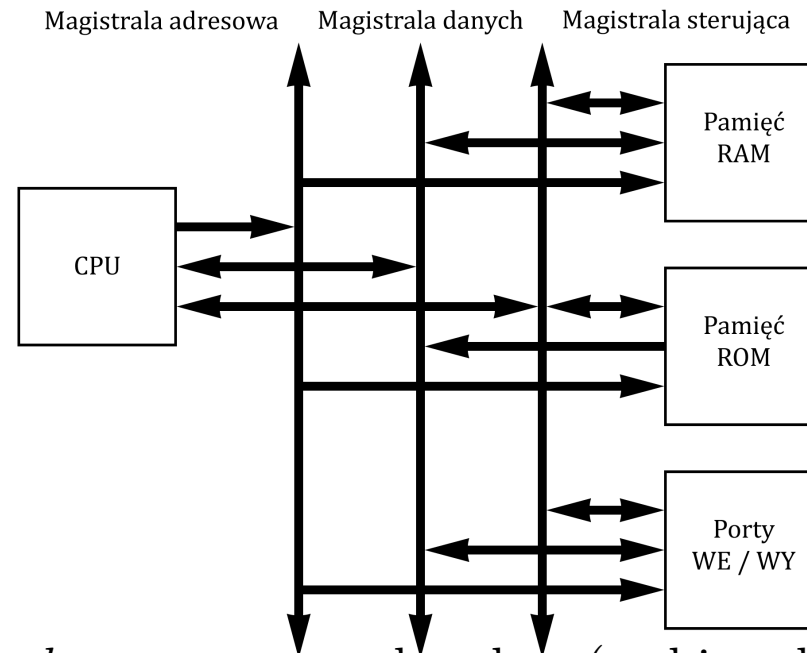 Magistrala adresowa Magistrala danych Magistrala sterująca
Pamięć
RAM
CPU
Pamięć
ROM
Porty
WE / WY